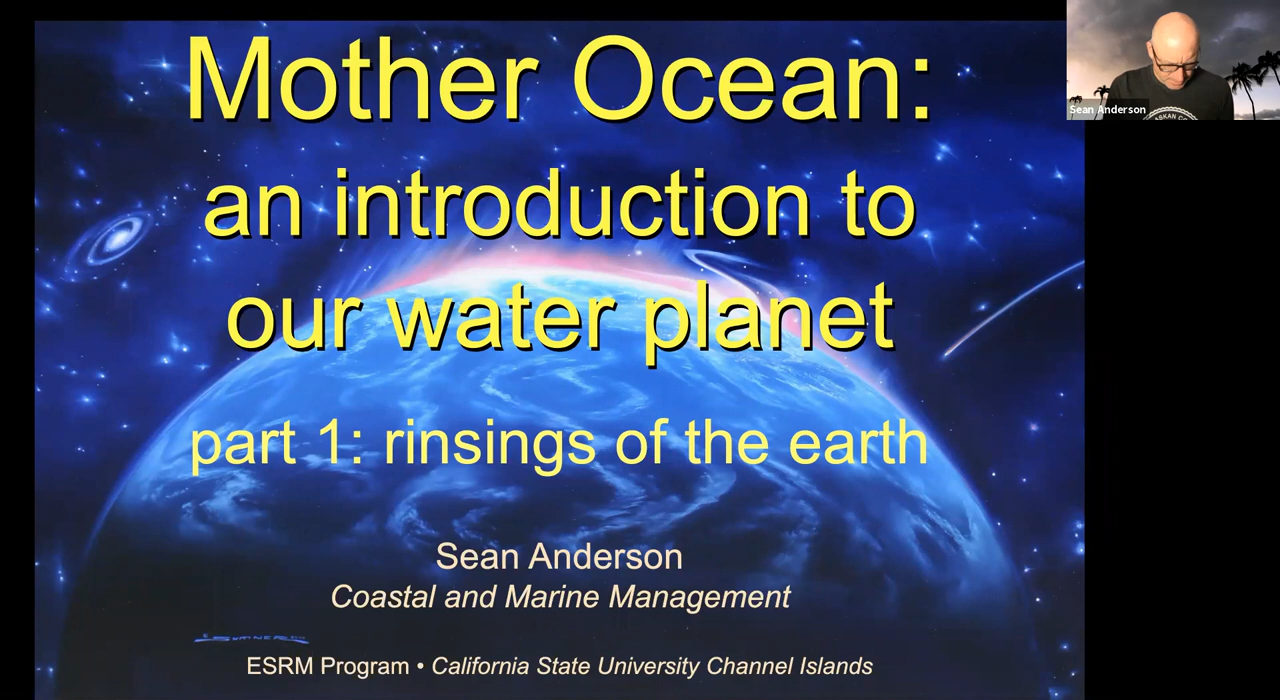 Mother Ocean:
an introduction to
our water planet
part 1: rinsings of the earth
Sean Anderson
Coastal and Marine Management
ESRM Program • California State University Channel Islands
Sean Anderson